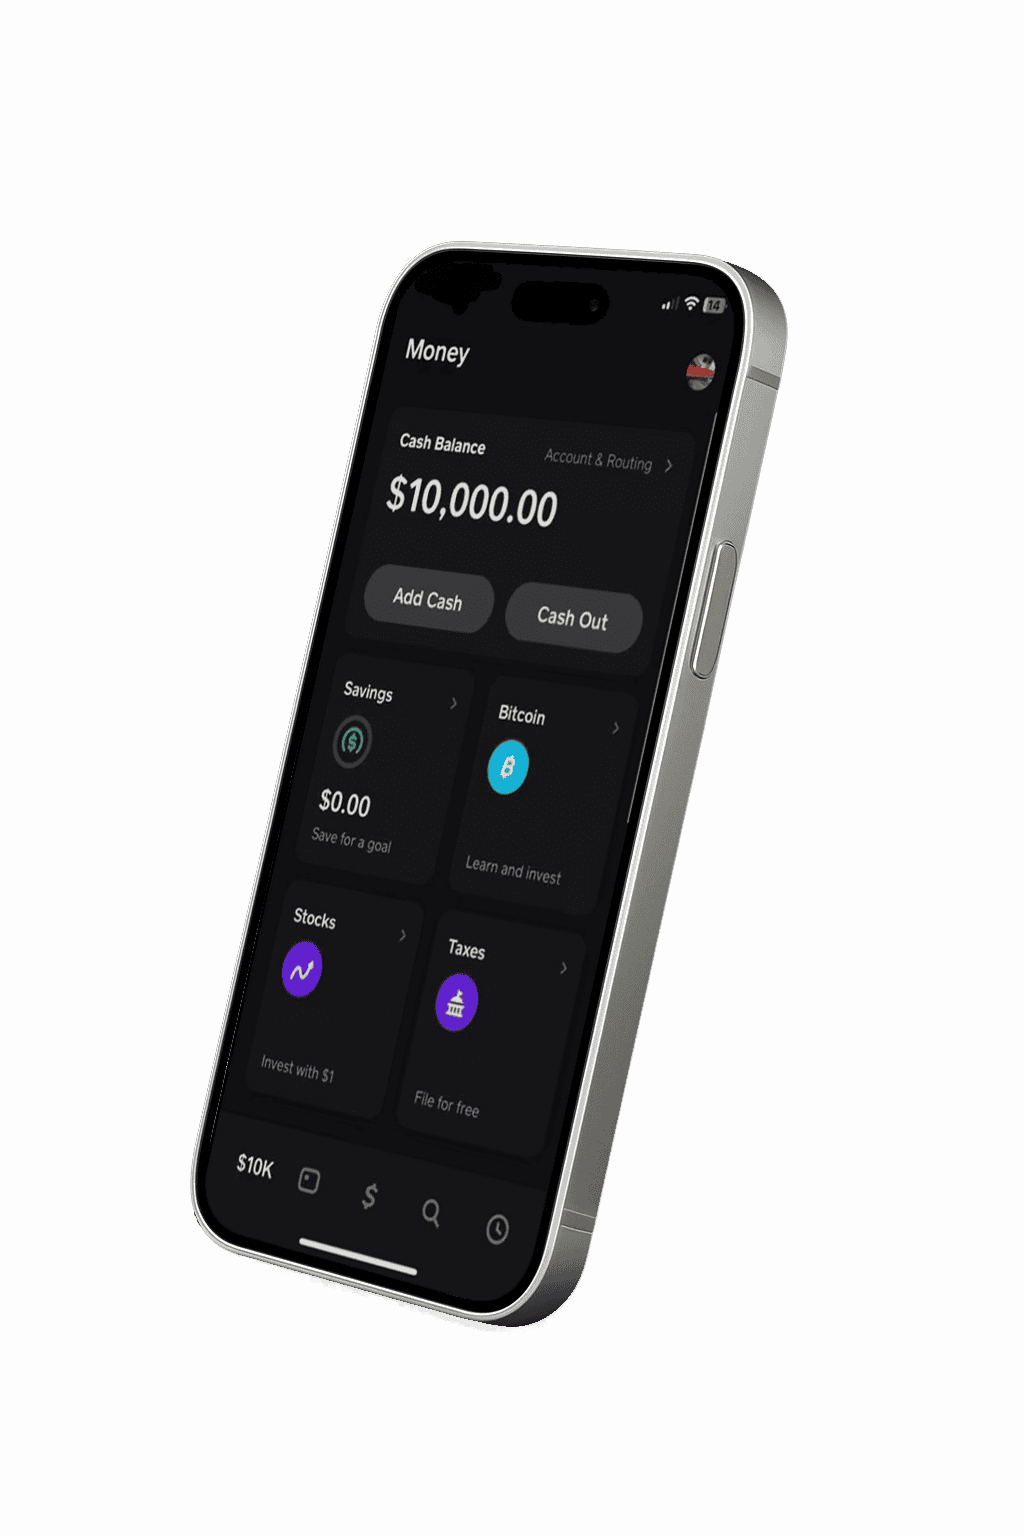 14
Money
Cash Balance
Account & Routing
$10,000.00
Add Cash
Cash Out
Savings
Bitcoin
$0.00
Save for a goal
Learn and invest
Stocks
Taxes
Invest with $1
File for free
$10K